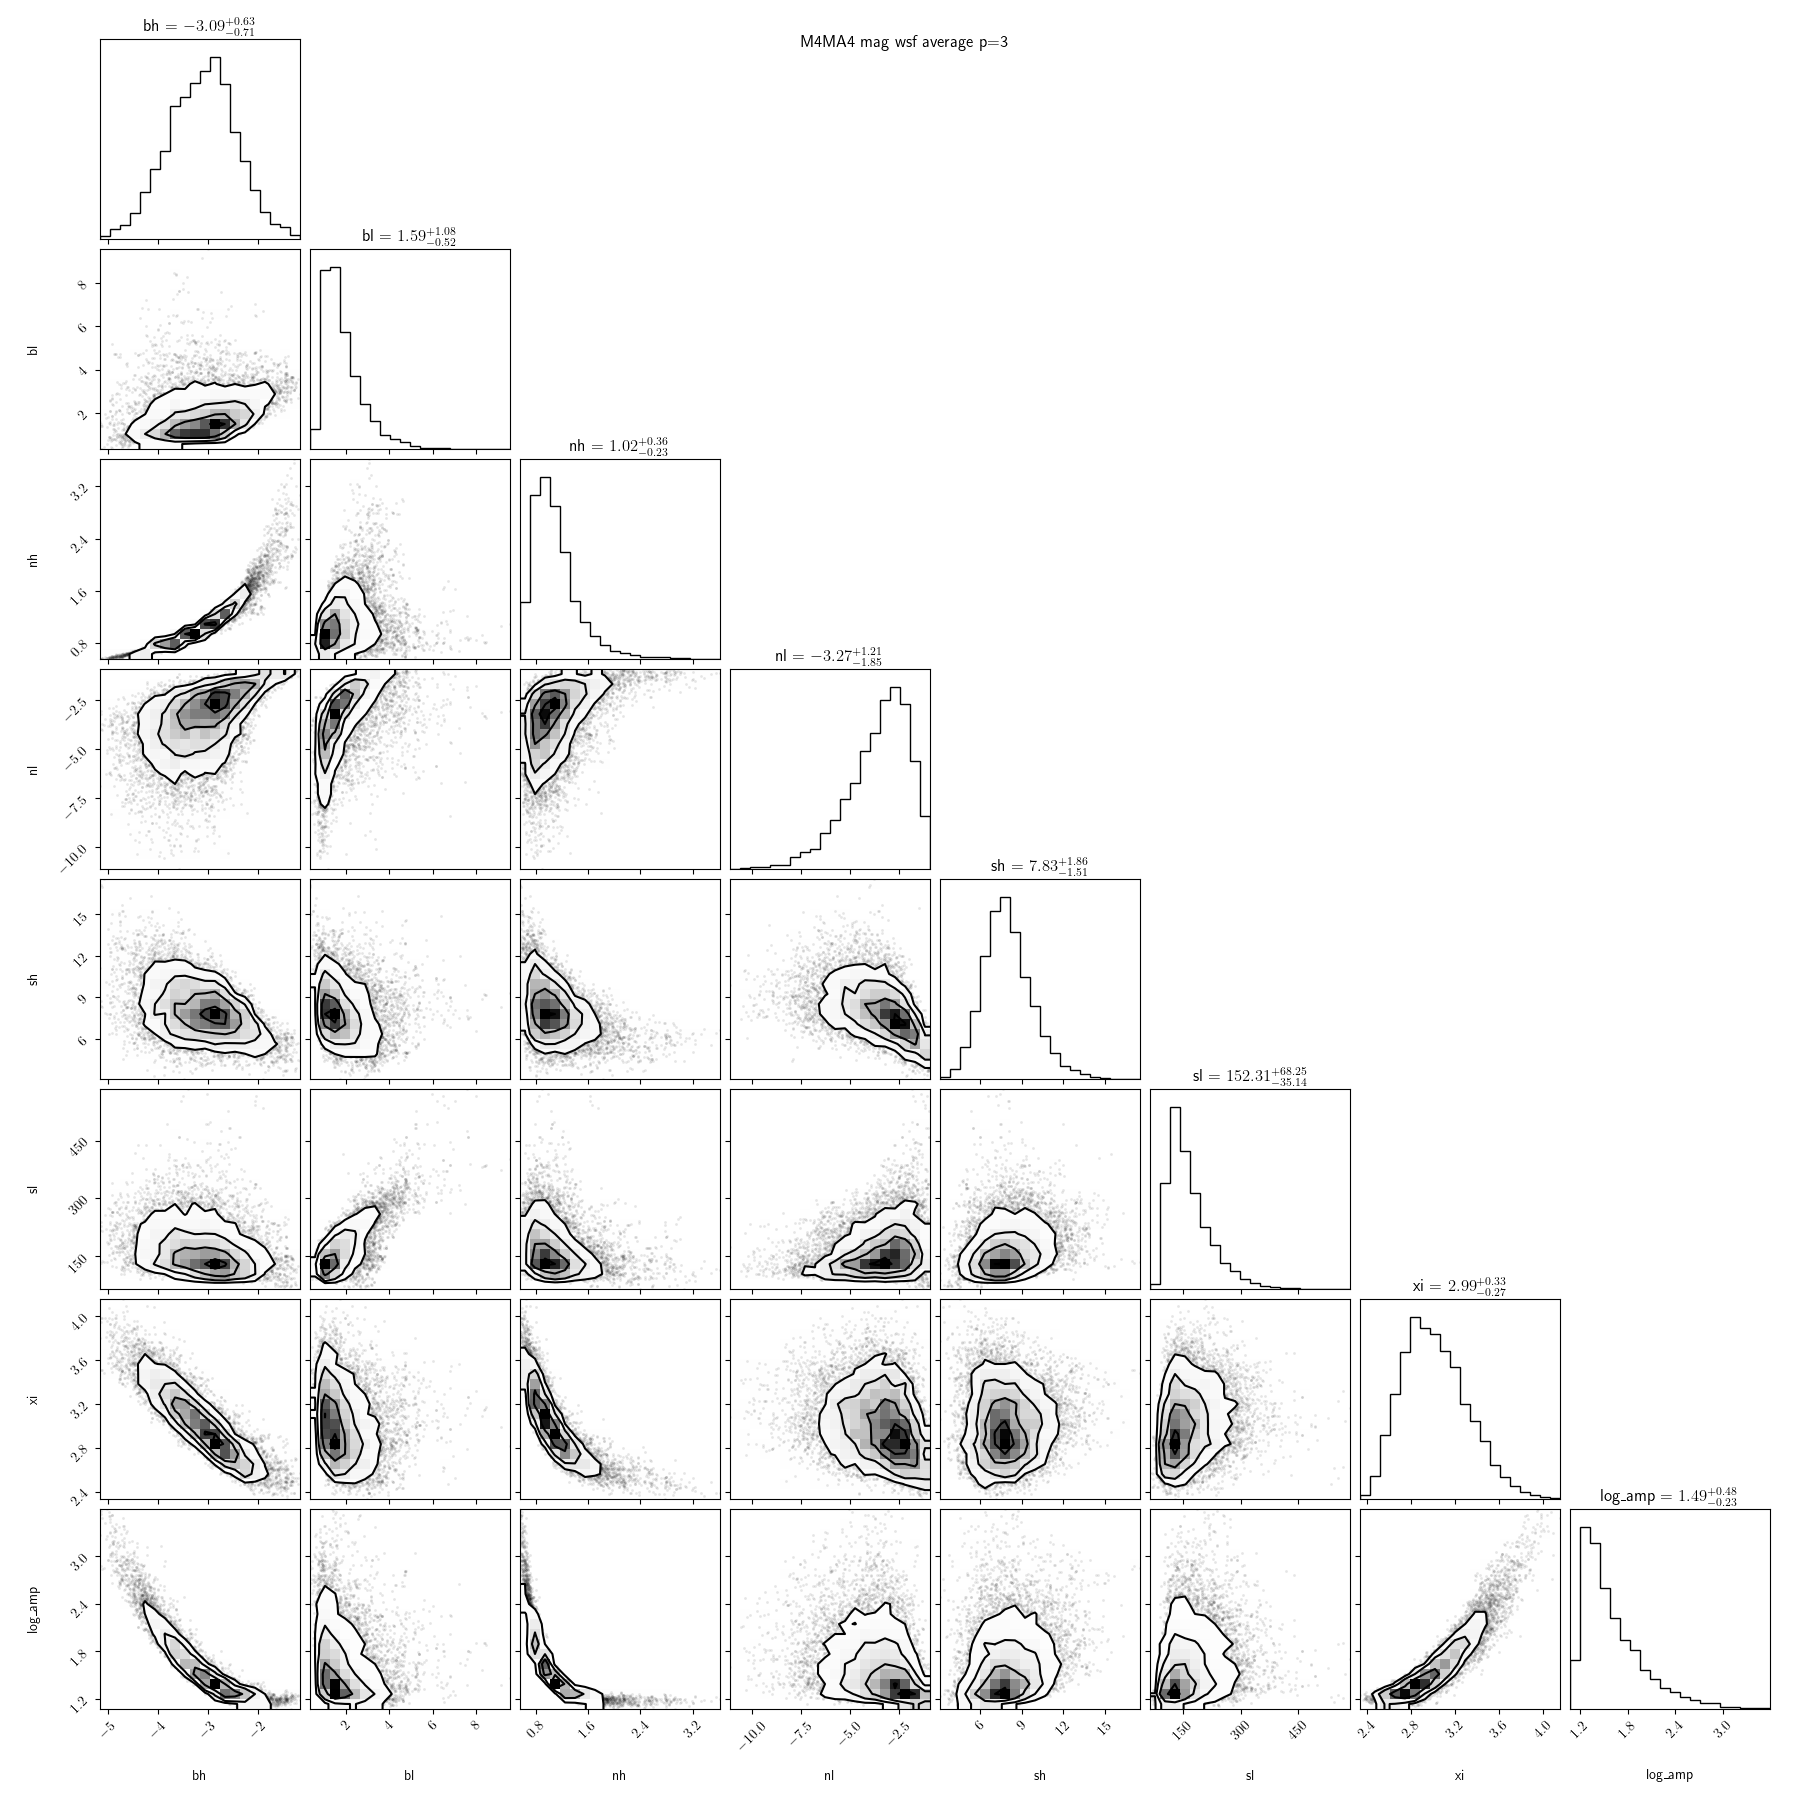 M4MA4 mag wsf average p=3
bh = −3.09 +0.63 −0.71
bl = 1.59 +1.08 −0.52
8
6
4
2
bl
nh = 1.02 +0.36 −0.23
3.2
2.4
1.6
0.8
nh
nl = −3.27 +1.21 −1.85
−2.5
−5.0
−7.5
−10.0
nl
sh = 7.83 +1.86 −1.51
15
12
9
6
sh
sl = 152.31 +68.25 −35.14
450
300
150
sl
xi = 2.99 +0.33 −0.27
4.0
3.6
3.2
2.8
2.4
xi
log_amp = 1.49 +0.48 −0.23
3.0
2.4
1.8
1.2
log_amp
−5 −4 −3 −2
2 4 6 8
0.8 1.6 2.4 3.2
−10.0 −7.5 −5.0 −2.5
6 9 12 15
150 300 450
2.4 2.8 3.2 3.6 4.0
1.2 1.8 2.4 3.0
bh bl nh nl sh sl xi log_amp